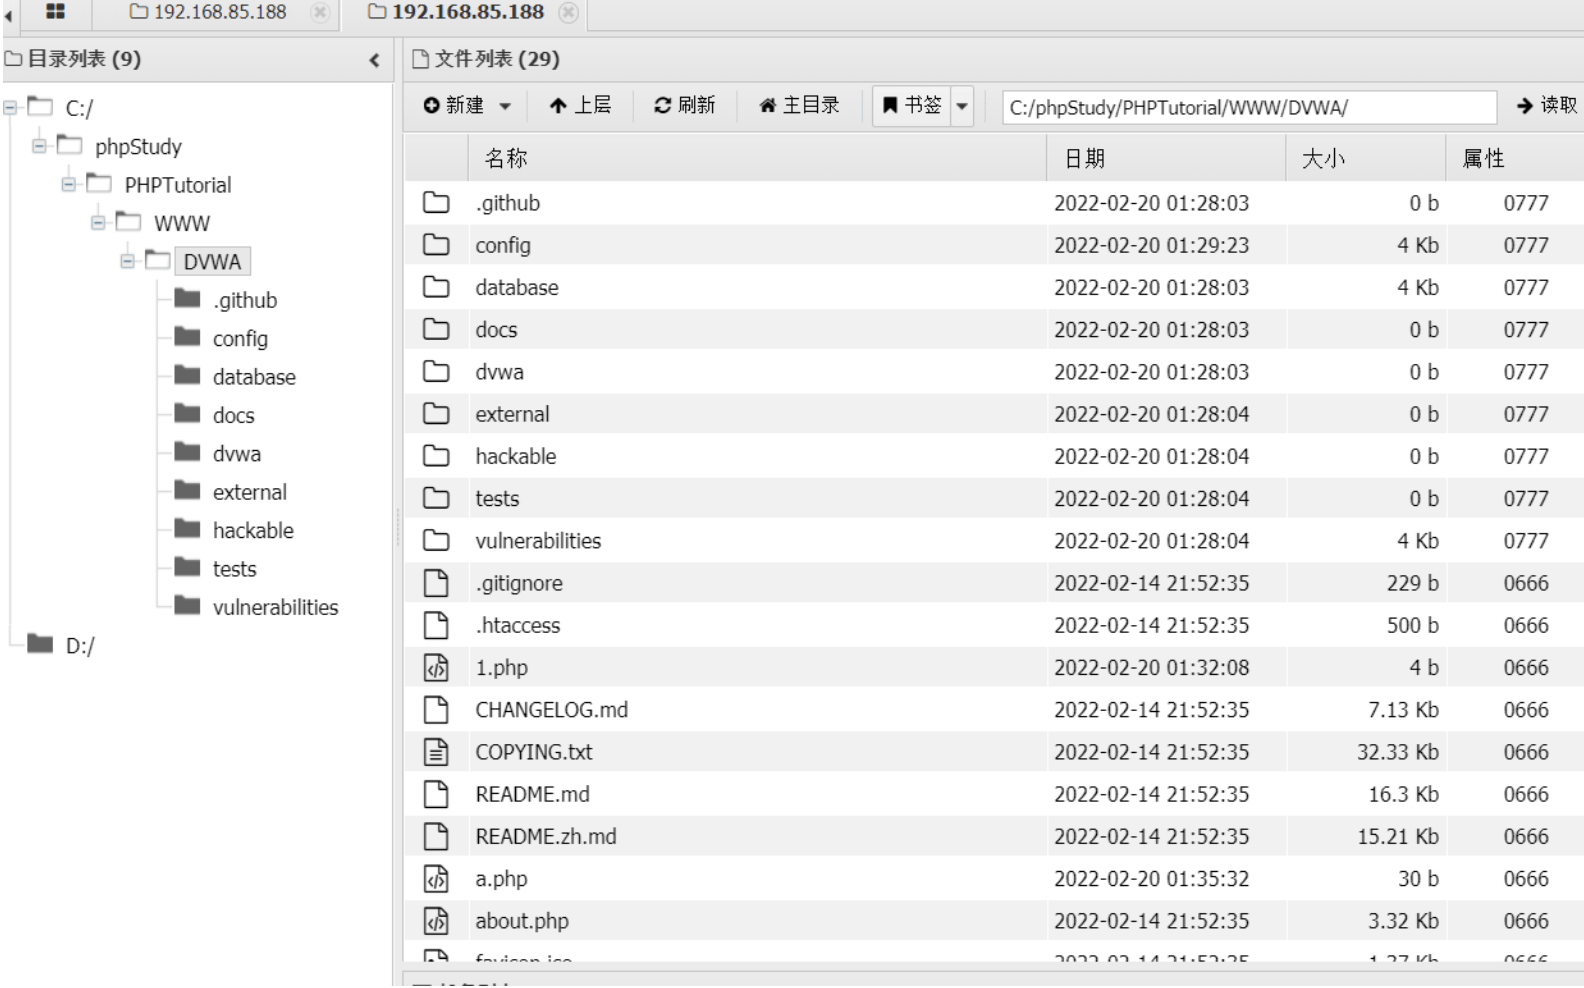 192.168.85.188
192.168.85.188
目录列表 (9)
C:/
phpStudy
PHPTutorial
WWW
DVWA
.github
config
database
docs
dvwa
external
hackable
tests
vulnerabilities
D:/
文件列表 (29)
新建 上层 刷新 主目录 书签 C:/phpStudy/PHPTutorial/WWW/DVWA/ 读取
名称 日期 大小 属性
.github 2022-02-20 01:28:03 0 b 0777
config 2022-02-20 01:29:23 4 Kb 0777
database 2022-02-20 01:28:03 4 Kb 0777
docs 2022-02-20 01:28:03 0 b 0777
dvwa 2022-02-20 01:28:03 0 b 0777
external 2022-02-20 01:28:04 0 b 0777
hackable 2022-02-20 01:28:04 0 b 0777
tests 2022-02-20 01:28:04 0 b 0777
vulnerabilities 2022-02-20 01:28:04 4 Kb 0777
.gitignore 2022-02-14 21:52:35 229 b 0666
.htaccess 2022-02-14 21:52:35 500 b 0666
1.php 2022-02-20 01:32:08 4 b 0666
CHANGELOG.md 2022-02-14 21:52:35 7.13 Kb 0666
COPYING.txt 2022-02-14 21:52:35 32.33 Kb 0666
README.md 2022-02-14 21:52:35 16.3 Kb 0666
README.zh.md 2022-02-14 21:52:35 15.21 Kb 0666
a.php 2022-02-20 01:35:32 30 b 0666
about.php 2022-02-14 21:52:35 3.32 Kb 0666
favicon.ico 2022-02-14 21:52:35 1.37 Kb 0666